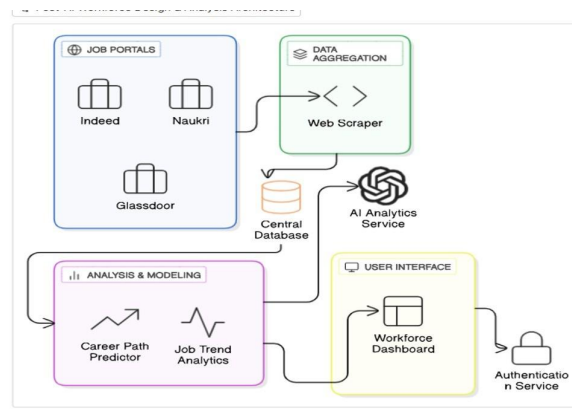 JOB PORTALS
Indeed
Naukri
Glassdoor
DATA
AGGREGATION
Web Scraper
Central
Database
AI Analytics
Service
ANALYSIS & MODELING
Career Path
Predictor
Job Trend
Analytics
USER INTERFACE
Workforce
Dashboard
Authenticatio
n Service